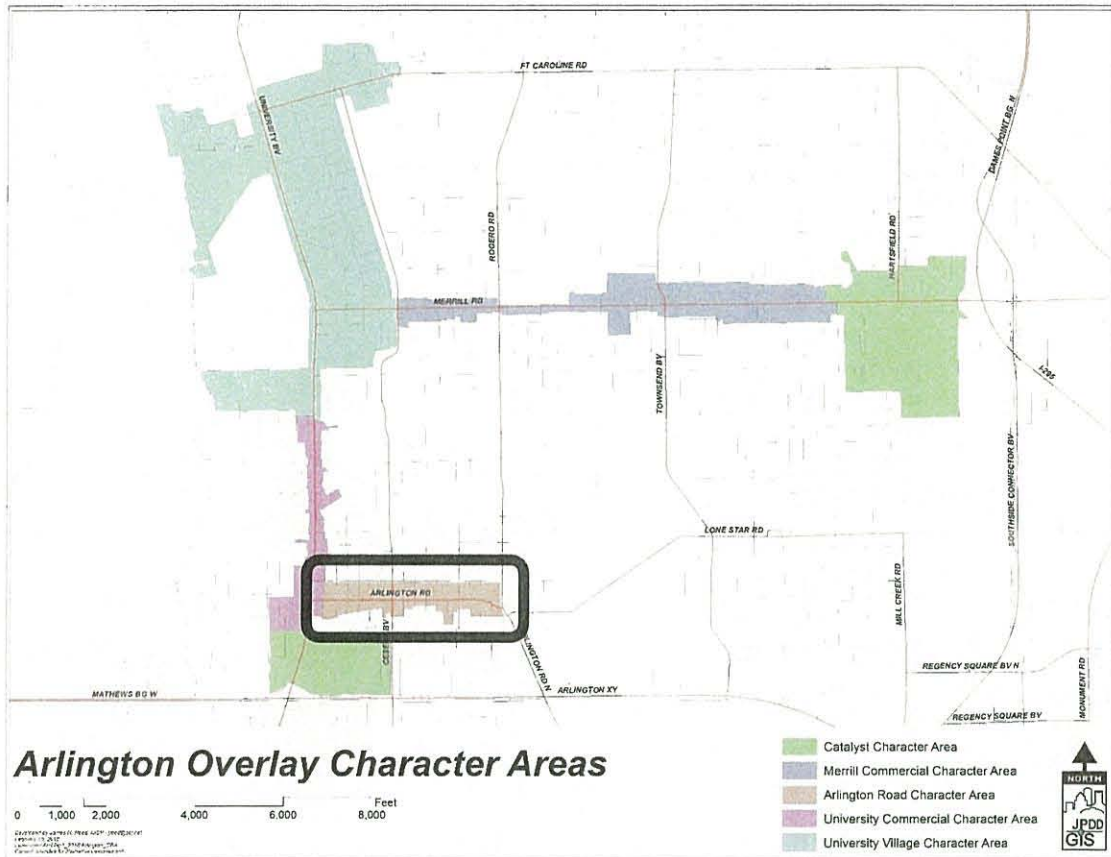 FT CAROLINE RD
UNIVERSITY BV
DAMES POINT BG N
ROGERO RD
HARTSFIELD RD
MERRILL RD
TOWNSEND BV
I-295
SOUTHSIDE CONNECTOR BV
LONE STAR RD
MILL CREEK RD
ARLINGTON RD
ARLINGTON RD N
REGENCY SQUARE BV N
MONUMENT RD
MATHEWS BG W
ARLINGTON XY
REGENCY SQUARE BV
Arlington Overlay Character Areas
0 1,000 2,000 4,000 6,000 8,000
Feet
Catalyst Character Area
Merrill Commercial Character Area
Arlington Road Character Area
University Commercial Character Area
University Village Character Area
NORTH
JPDD
GIS